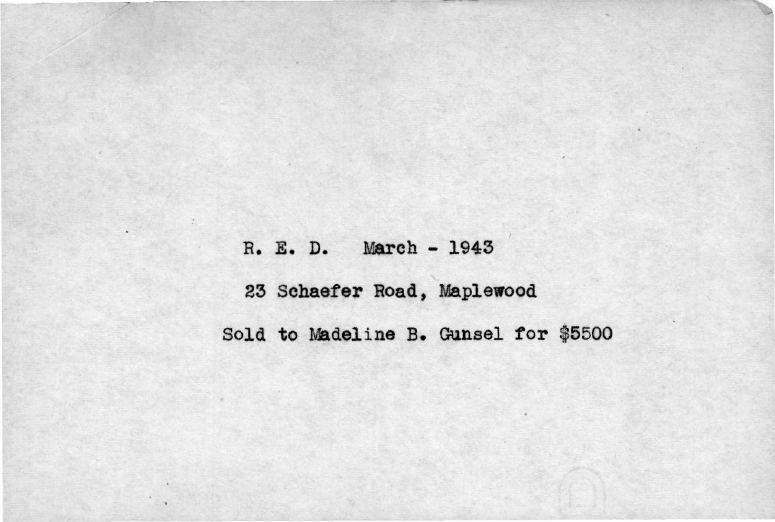 R. E. D. March - 1943
23 Schaefer Road, Maplewood
Sold to Madeline B. Gunsel for $5500